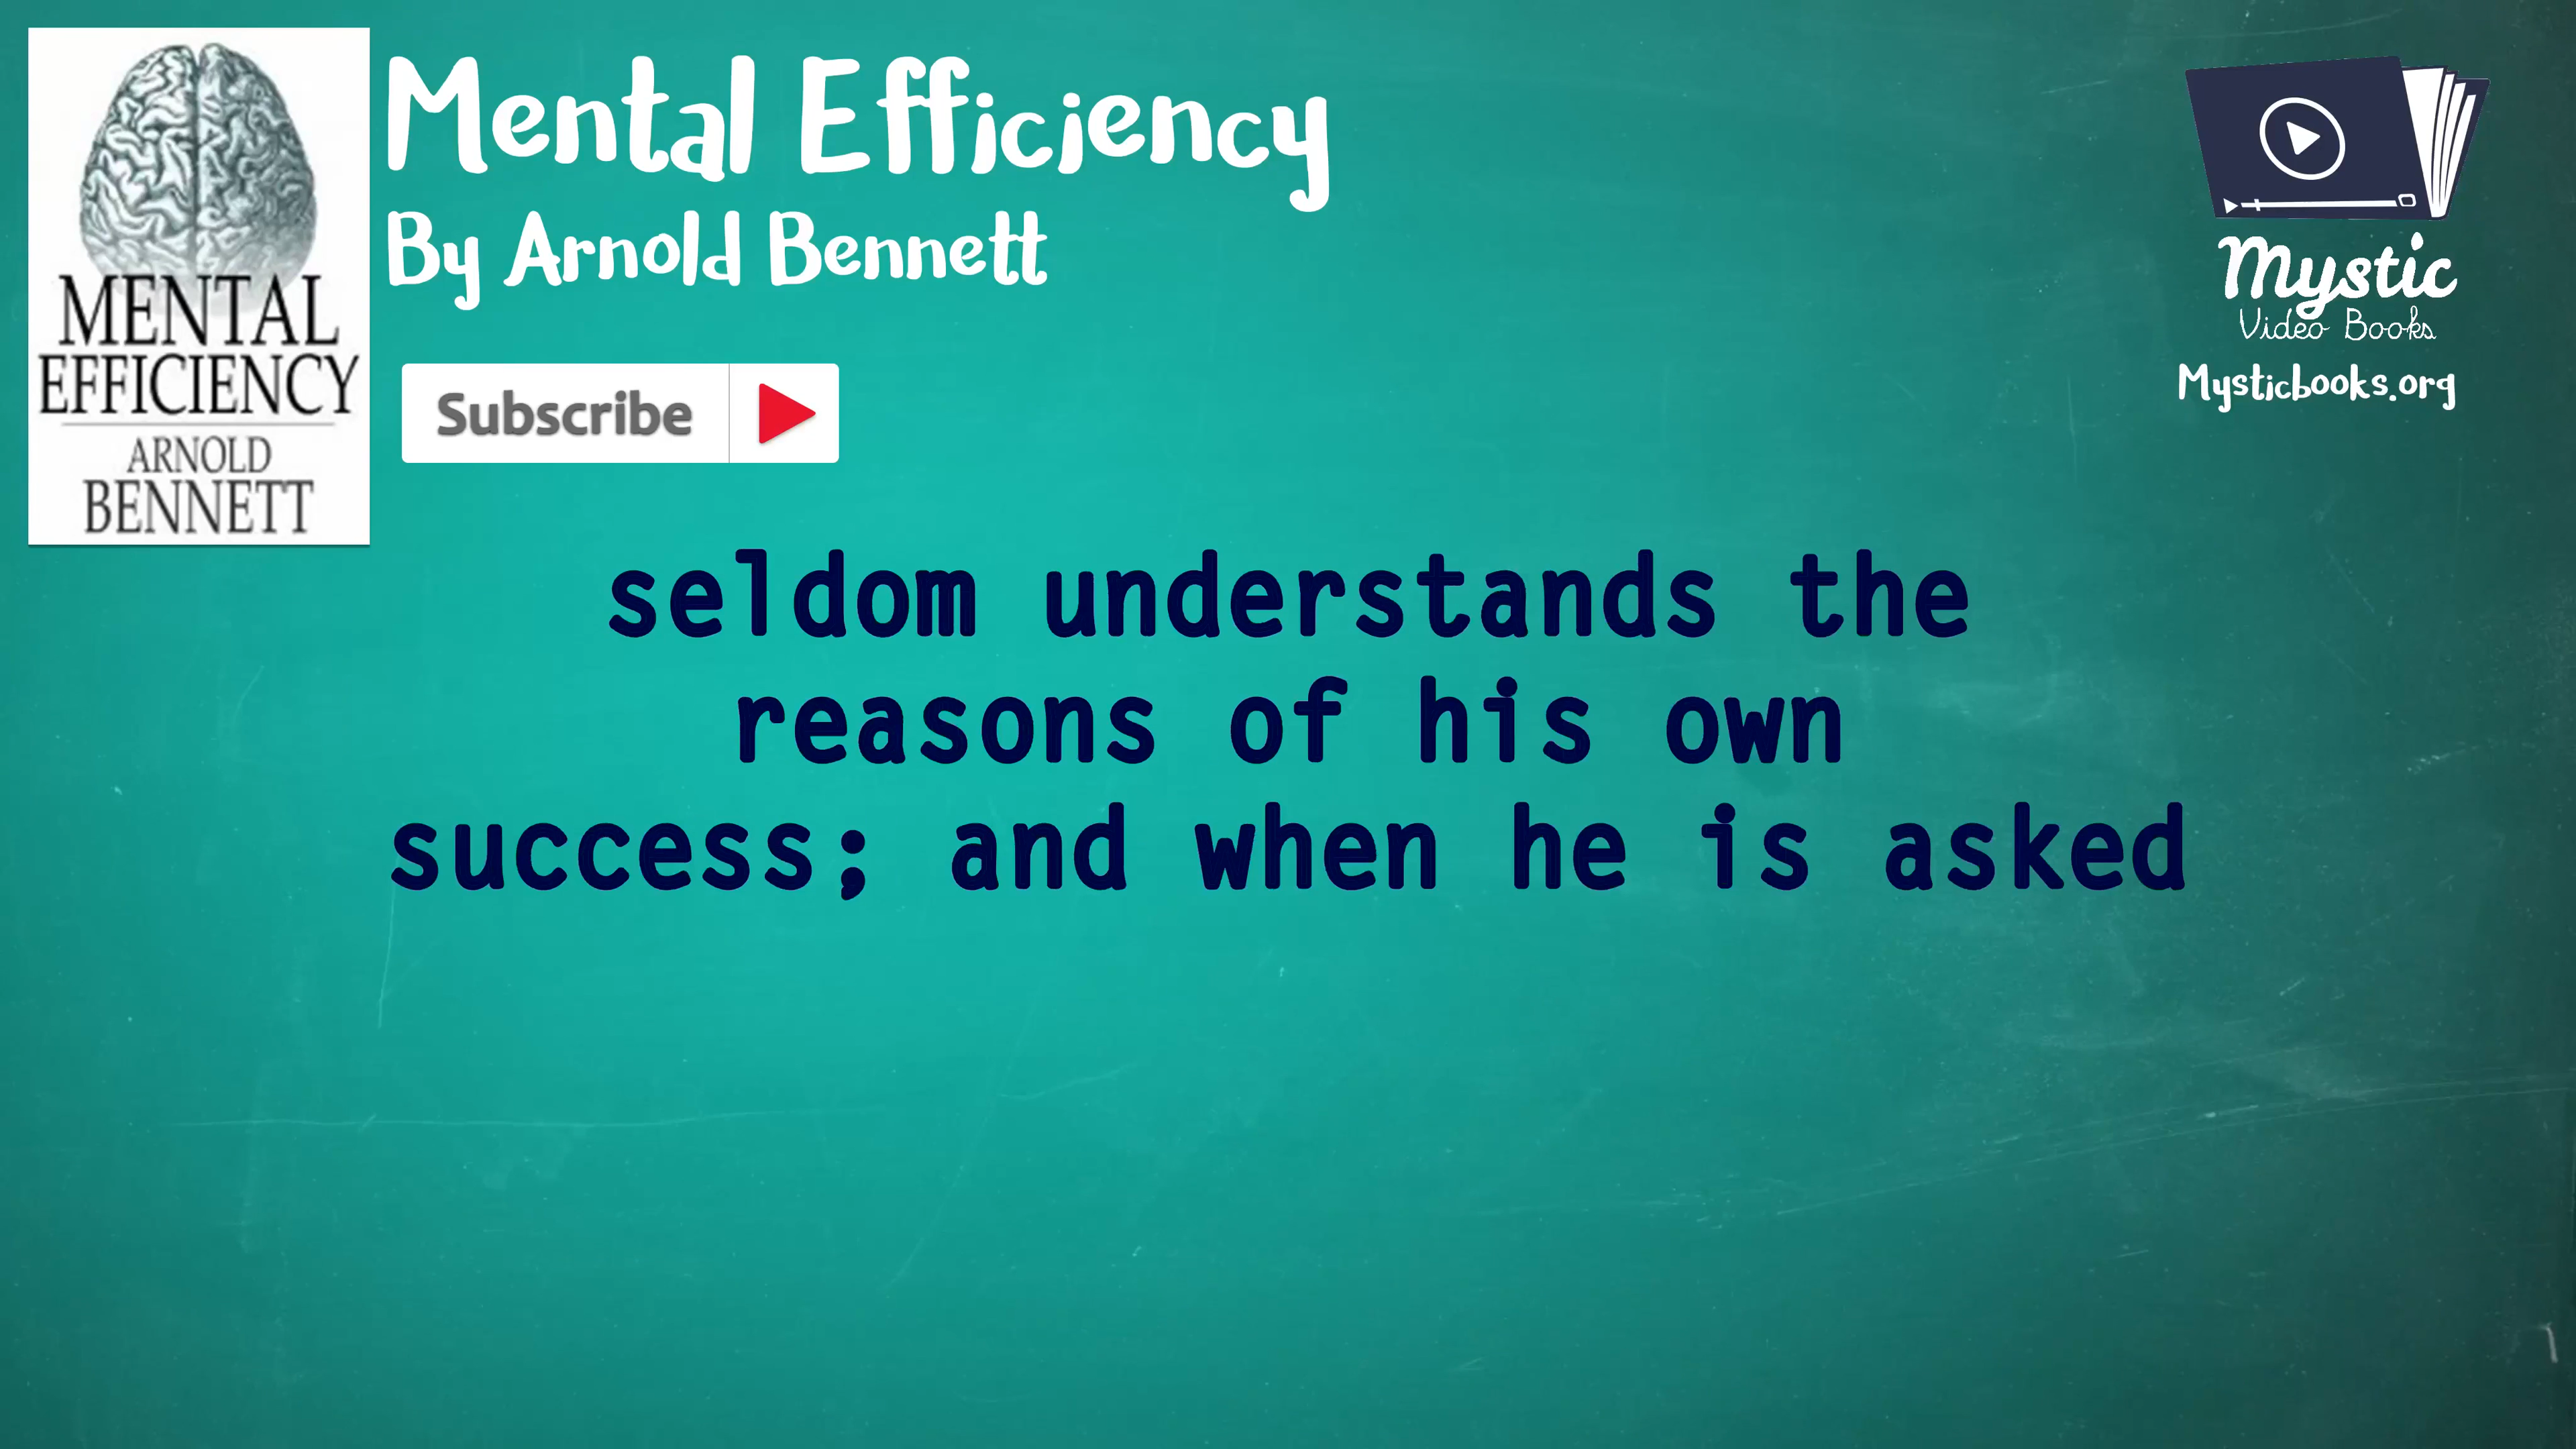 MENTAL
EFFICIENCY
ARNOLD
BENNETT
Mental Efficiency
By Arnold Bennett
Subscribe
Mystic
Video Books
Mysticbooks.org
seldom understands the
reasons of his own
success; and when he is asked